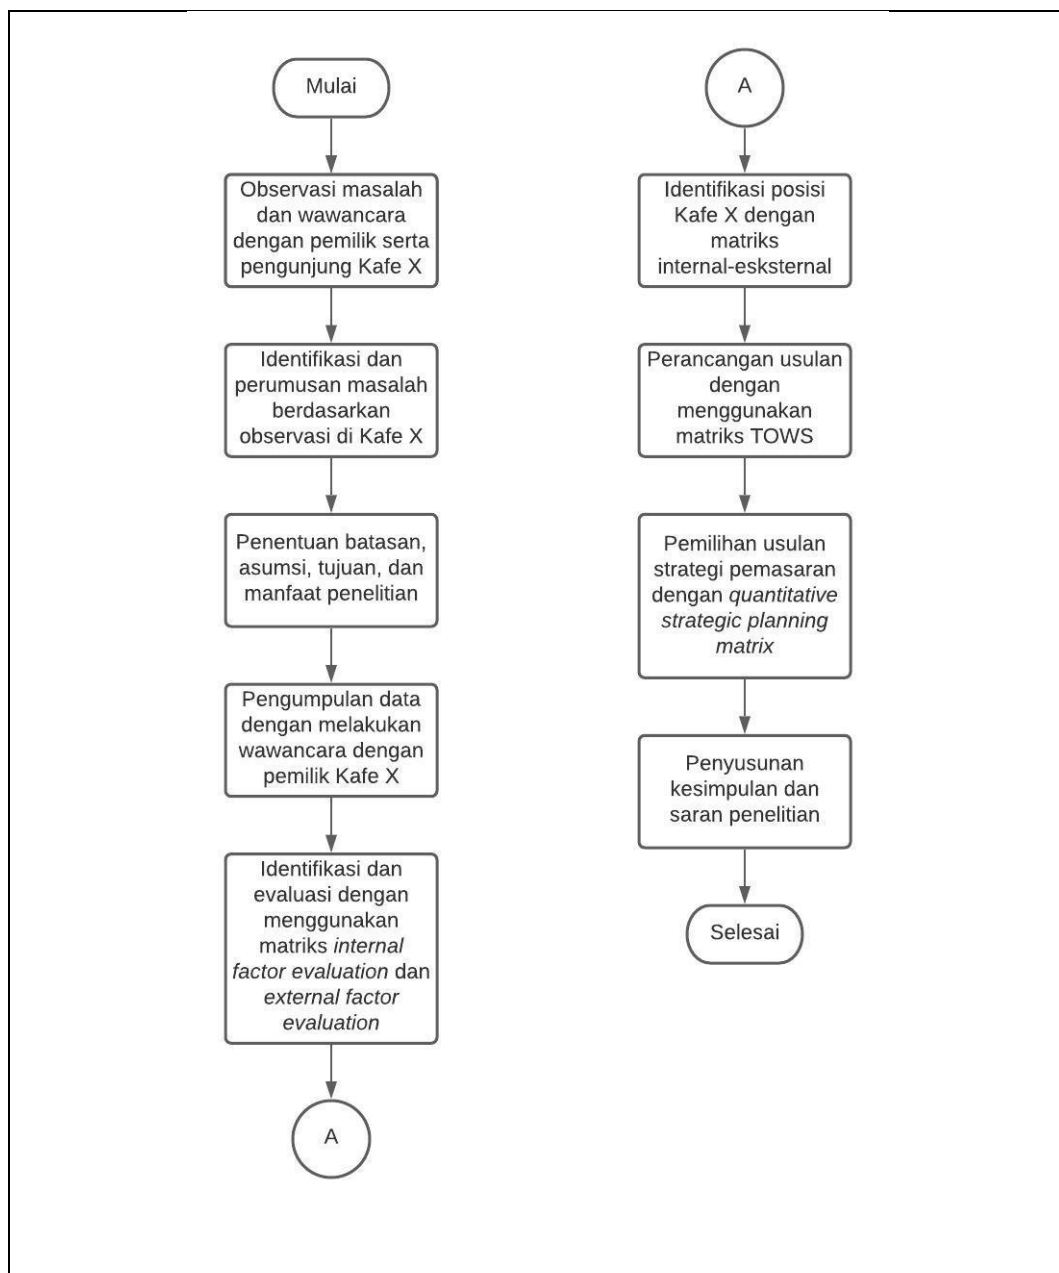 Mulai
Observasi masalah
dan wawancara
dengan pemilik serta
pengunjung Kafe X
Identifikasi dan
perumusan masalah
berdasarkan
observasi di Kafe X
Penentuan batasan,
asumsi, tujuan, dan
manfaat penelitian
Pengumpulan data
dengan melakukan
wawancara dengan
pemilik Kafe X
Identifikasi dan
evaluasi dengan
menggunakan
matriks internal
factor evaluation dan
external factor
evaluation
A
A
Identifikasi posisi
Kafe X dengan
matriks
internal-esksternal
Perancangan usulan
dengan
menggunakan
matriks TOWS
Pemilihan usulan
strategi pemasaran
dengan quantitative
strategic planning
matrix
Penyusunan
kesimpulan dan
saran penelitian
Selesai